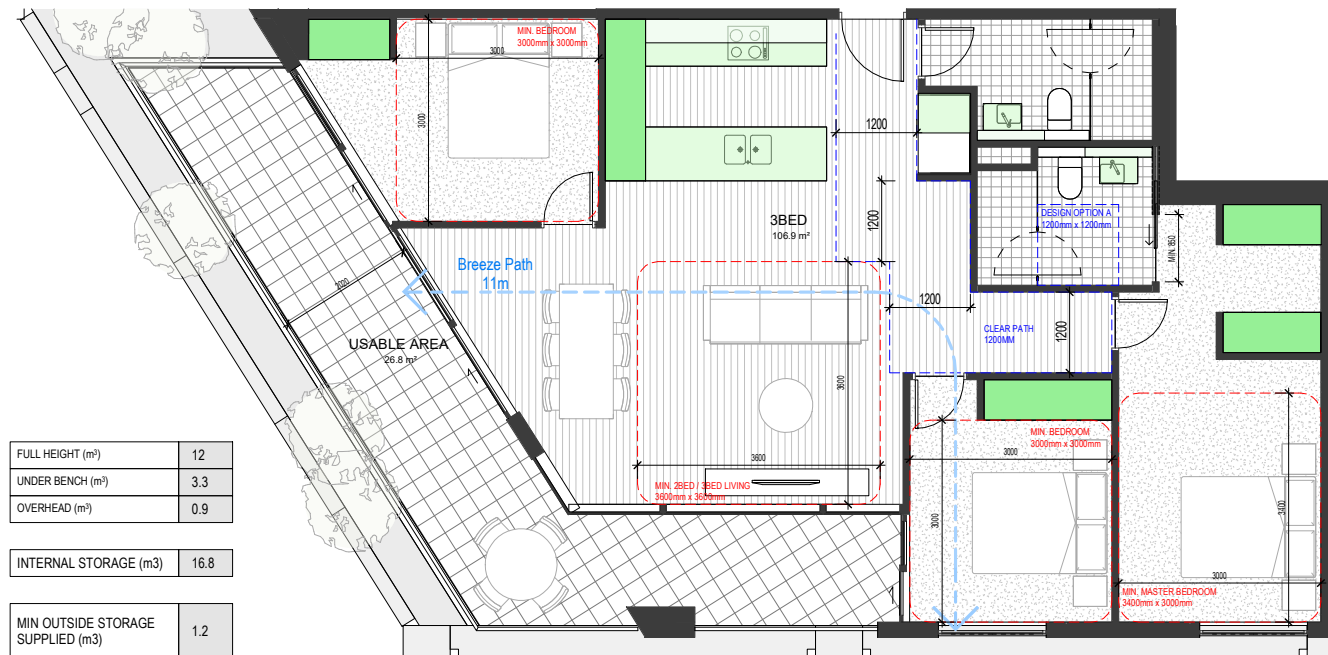 MIN. BEDROOM
3000mm x 3000mm
3000
3000
1200
1200
3BED
106.9 m²
DESIGN OPTION A
1200mm x 1200mm
MIN. 850
Breeze Path
11m
2020
USABLE AREA
26.8 m²
1200
CLEAR PATH
1200MM
1200
3600
3600
MIN. 2BED / 3BED LIVING
3600mm x 3600mm
MIN. BEDROOM
3000mm x 3000mm
3000
3000
3400
3000
MIN. MASTER BEDROOM
3400mm x 3000mm
FULL HEIGHT (m³) 12
UNDER BENCH (m³) 3.3
OVERHEAD (m³) 0.9
INTERNAL STORAGE (m3) 16.8
MIN OUTSIDE STORAGE
SUPPLIED (m3) 1.2